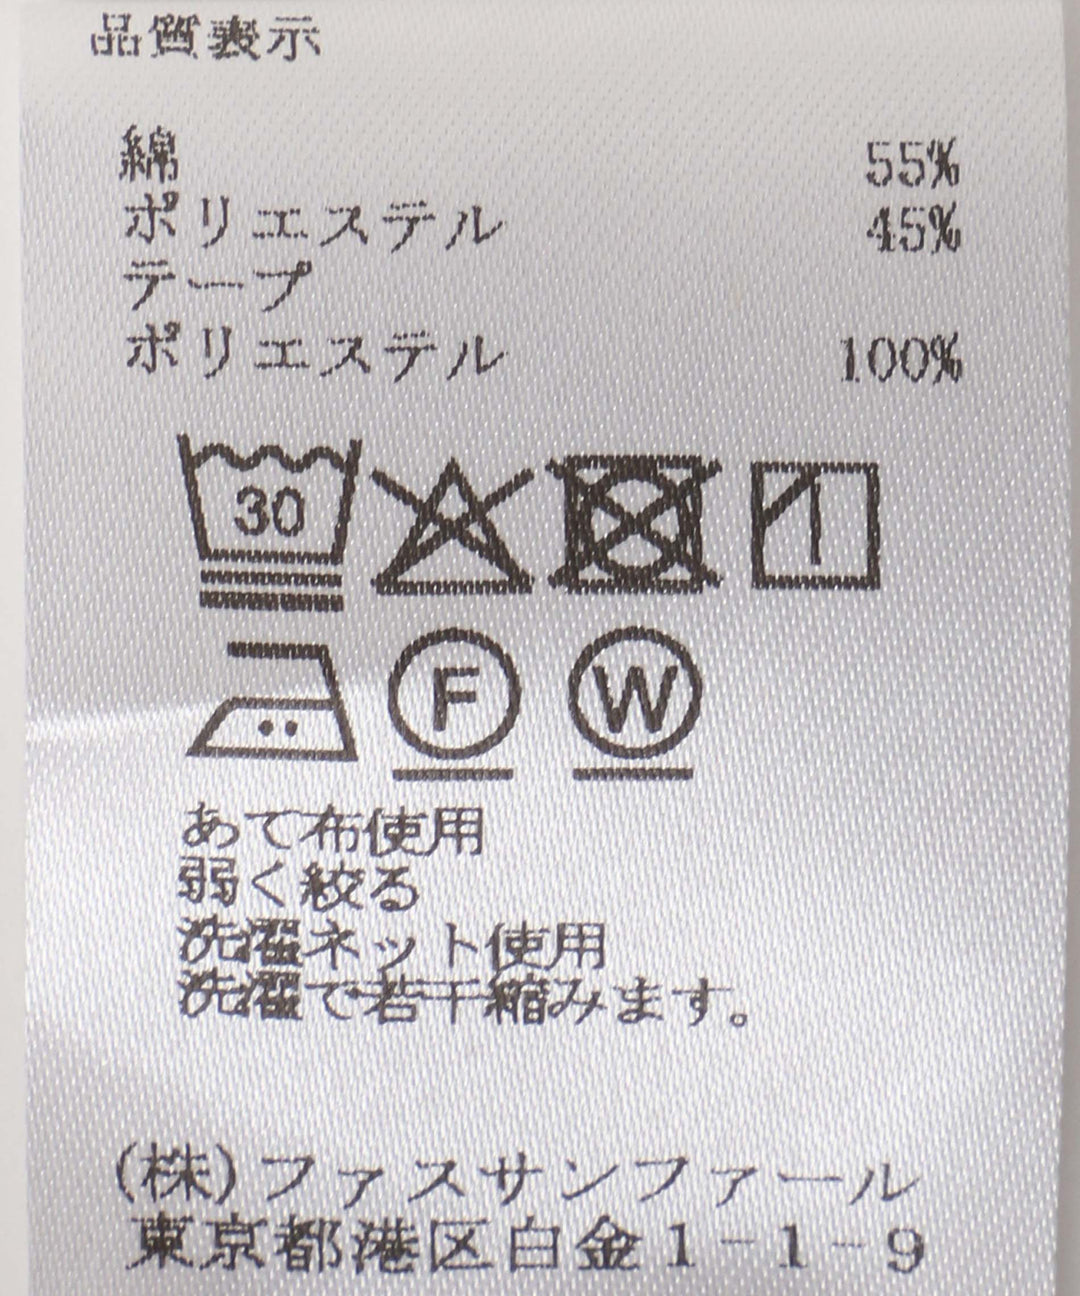 品質表示
綿 55%
ポリエステル 45%
テープ
ポリエステル 100%
30
F W
あて布使用
弱く絞る
洗濯ネット使用
洗濯で若干縮みます。
(株)ファスサンファール
東京都港区白金1-1-9